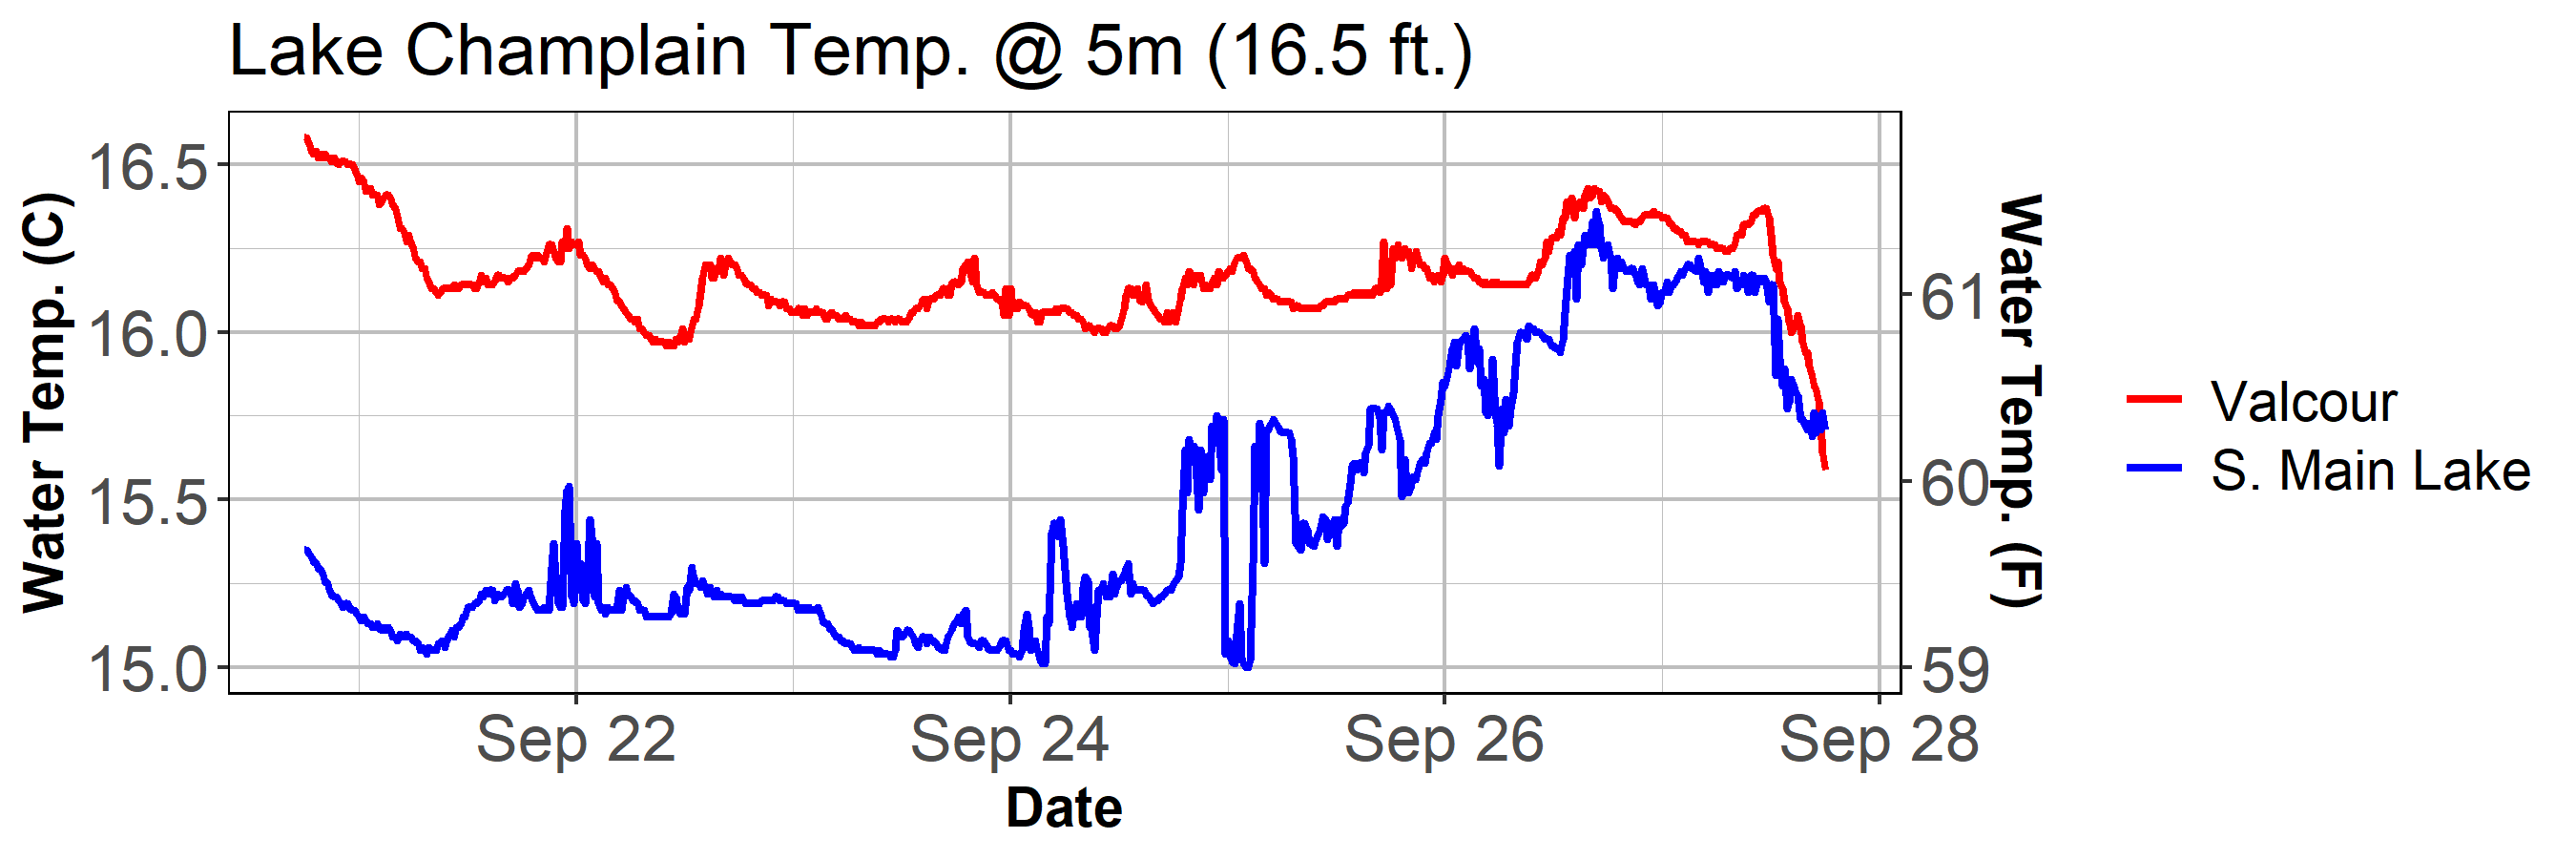 Lake Champlain Temp. @ 5m (16.5 ft.)
Water Temp. (C)
16.5
16.0
15.5
15.0
61
60
59
Water Temp. (F)
Sep 22
Sep 24
Sep 26
Sep 28
Date
Valcour
S. Main Lake